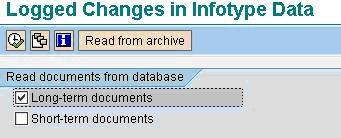 Logged Changes in Infotype Data
Read from archive
Read documents from database
Long-term documents
Short-term documents